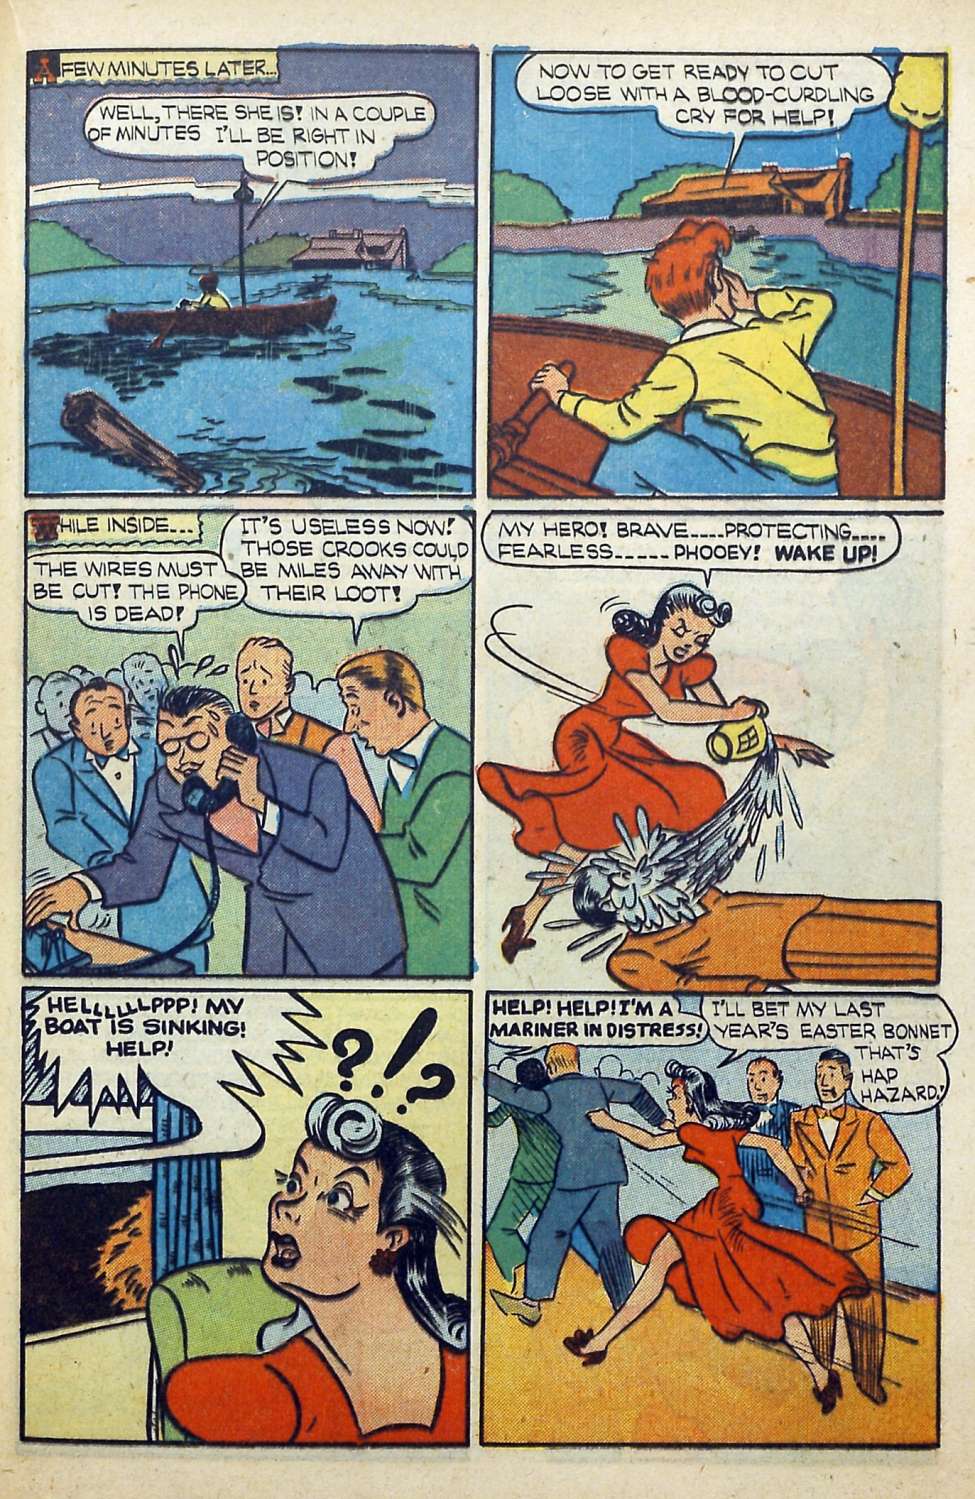 A FEW MINUTES LATER...
WELL, THERE SHE IS! IN A COUPLE
OF MINUTES I'LL BE RIGHT IN
POSITION!
NOW TO GET READY TO CUT
LOOSE WITH A BLOOD-CURDLING
CRY FOR HELP!
WHILE INSIDE...
THE WIRES MUST
BE CUT! THE PHONE
IS DEAD!
IT'S USELESS NOW!
THOSE CROOKS COULD
BE MILES AWAY WITH
THEIR LOOT!
MY HERO! BRAVE....PROTECTING....
FEARLESS..... PHOOEY! WAKE UP!
HELLLLLLPPP! MY
BOAT IS SINKING!
HELP!
?!?
HELP! HELP! I'M A
MARINER IN DISTRESS!
I'LL BET MY LAST
YEAR'S EASTER BONNET
THAT'S
HAP
HAZARD!